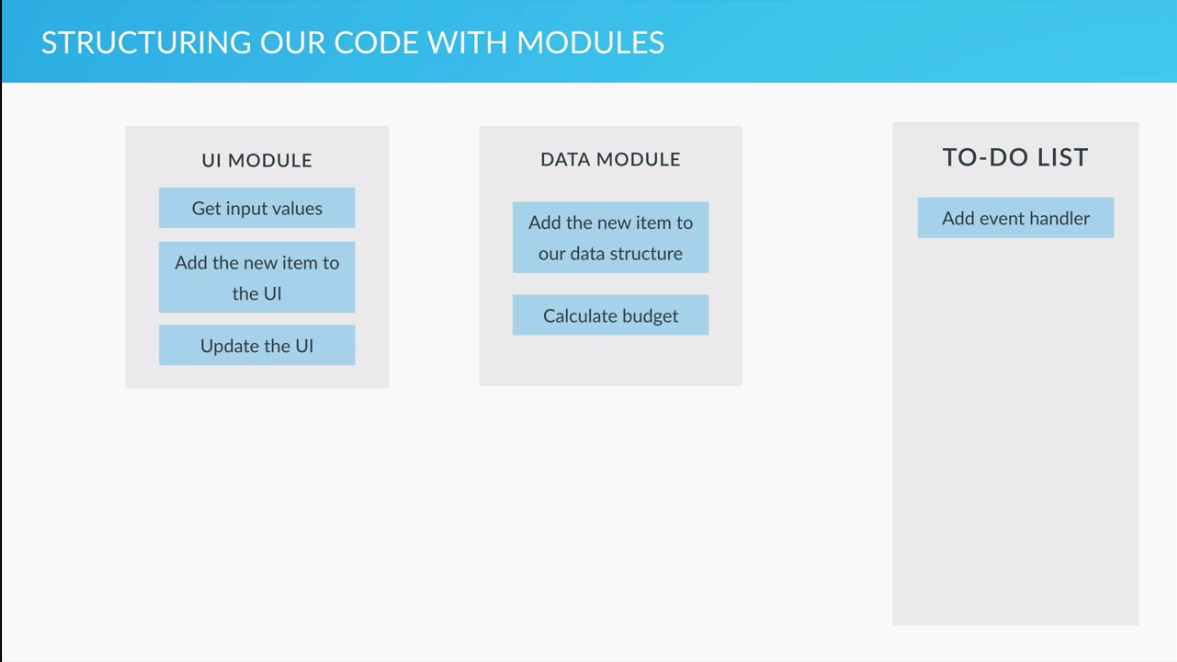 STRUCTURING OUR CODE WITH MODULES
UI MODULE
Get input values
Add the new item to
the UI
Update the UI
DATA MODULE
Add the new item to
our data structure
Calculate budget
TO-DO LIST
Add event handler